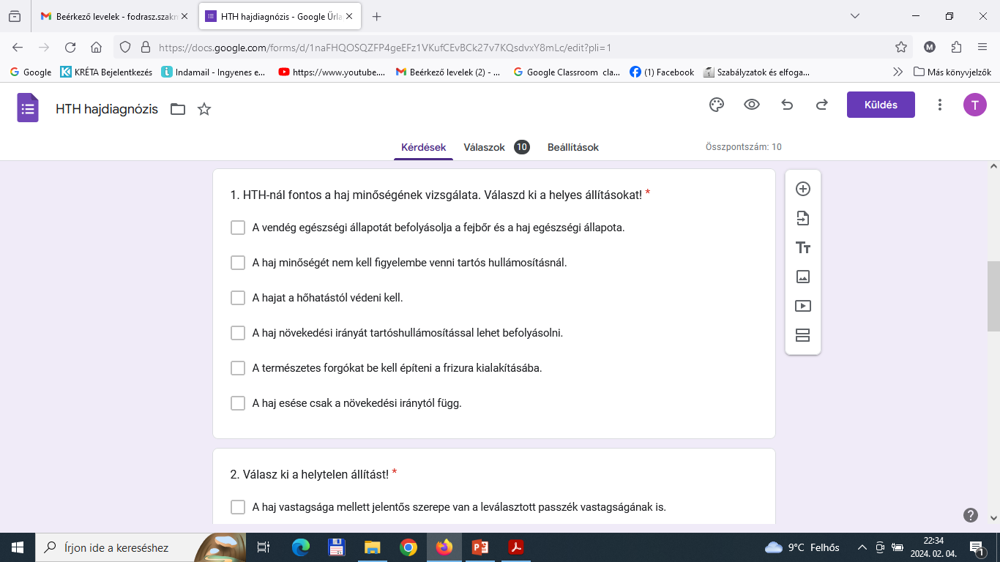 Beérkező levelek - fodrasz.szakm
HTH hajdiagnózis - Google Űrla
https://docs.google.com/forms/d/1naFHQOSQZFP4geEFz1VKufCEvBCk27v7KQsdvxY8mLc/edit?pli=1
M
Google
KRÉTA Bejelentkezés
Indamail - Ingyenes e...
https://www.youtube....
Beérkező levelek (2) - ...
Google Classroom cla...
(1) Facebook
Szabályzatok és elfoga...
Más könyvjelzők
HTH hajdiagnózis
Küldés
T
Kérdések
Válaszok 10
Beállítások
Összpontszám: 10
1. HTH-nál fontos a haj minőségének vizsgálata. Válaszd ki a helyes állításokat! *
A vendég egészségi állapotát befolyásolja a fejbőr és a haj egészségi állapota.
A haj minőségét nem kell figyelembe venni tartós hullámosításnál.
A hajat a hőhatástól védeni kell.
A haj növekedési irányát tartóshullámosítással lehet befolyásolni.
A természetes forgókat be kell építeni a frizura kialakításába.
A haj esése csak a növekedési iránytól függ.
2. Válasz ki a helytelen állítást! *
A haj vastagsága mellett jelentős szerepe van a leválasztott passzék vastagságának is.
Írjon ide a kereséshez
9°C Felhős
22:34
2024. 02. 04.
1